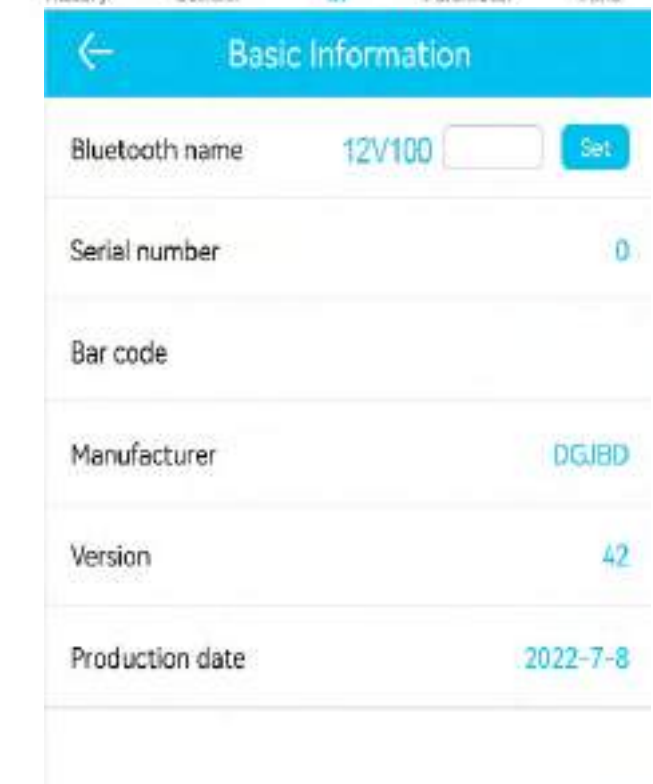 Basic Information
Bluetooth name 12V100 Set
Serial number 0
Bar code
Manufacturer DGJBD
Version 42
Production date 2022-7-8